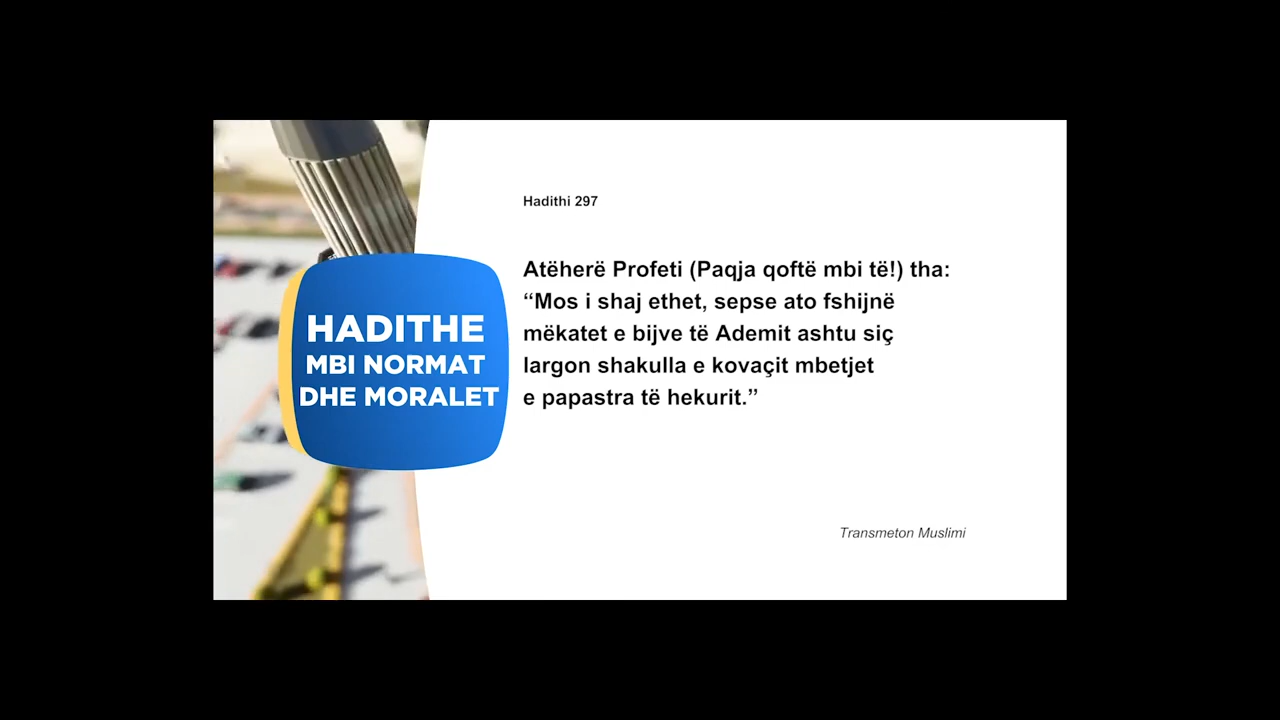 HADITHE
MBI NORMAT
DHE MORALET
Hadithi 297
Atëherë Profeti (Paqja qoftë mbi të!) tha:
“Mos i shaj ethet, sepse ato fshijnë
mëkatet e bijve të Ademit ashtu siç
largon shakulla e kovaçit mbetjet
e papastra të hekurit.”
Transmeton Muslimi